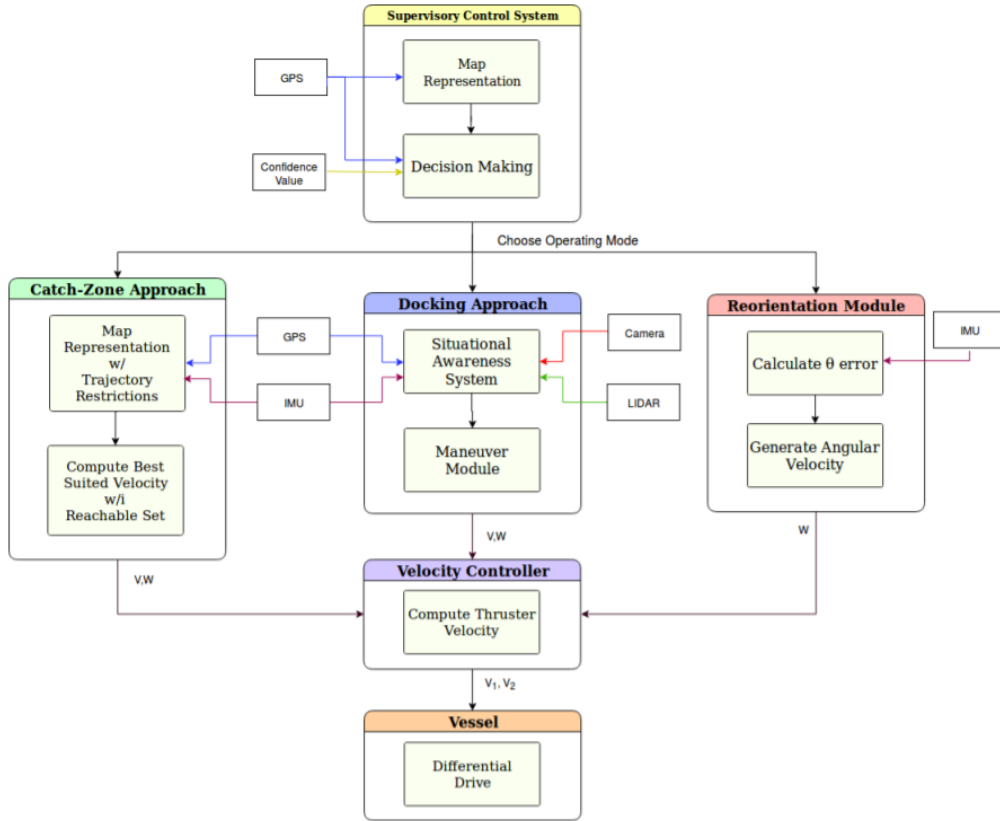 Supervisory Control System
GPS
Map
Representation
Confidence
Value
Decision Making
Choose Operating Mode
Catch-Zone Approach
Map
Representation
w/
Trajectory
Restrictions
Compute Best
Suited Velocity
w/i
Reachable Set
GPS
IMU
Docking Approach
Situational
Awareness
System
Maneuver
Module
Camera
LIDAR
Reorientation Module
Calculate θ error
Generate Angular
Velocity
IMU
V,W
V,W
W
Velocity Controller
Compute Thruster
Velocity
V₁, V₂
Vessel
Differential
Drive